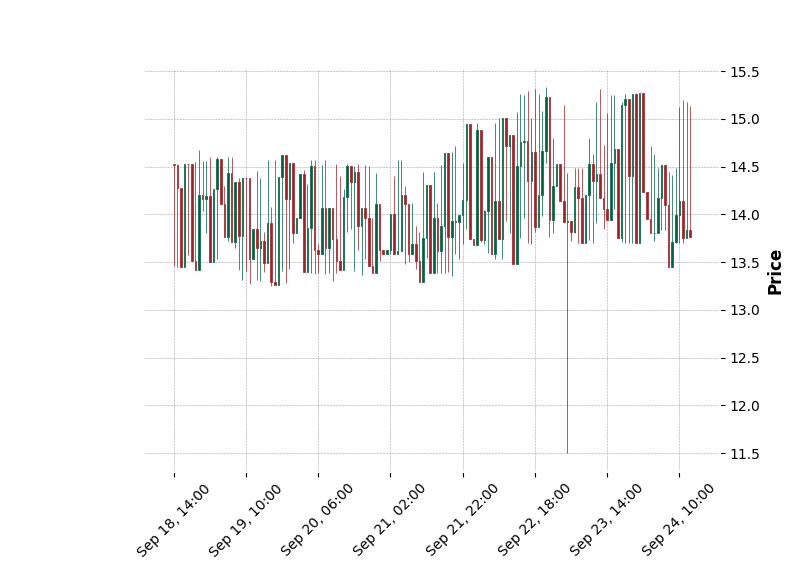 15.5
15.0
14.5
14.0
13.5
13.0
12.5
12.0
11.5
Price
Sep 18, 14:00
Sep 19, 10:00
Sep 20, 06:00
Sep 21, 02:00
Sep 21, 22:00
Sep 22, 18:00
Sep 23, 14:00
Sep 24, 10:00